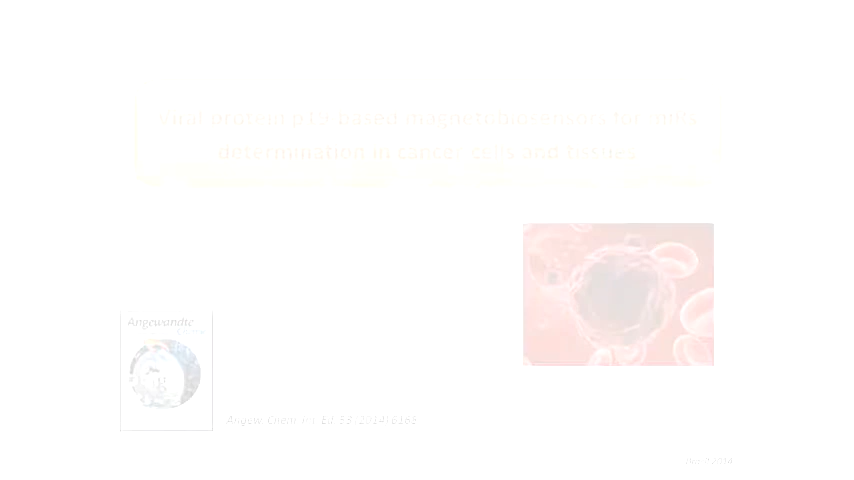 Viral protein p19 based magnetobiosensors for miRs
determination in cancer cells and tissues
Angewandte
Angew. Chem. Int. Ed. 53 (2014) 6165